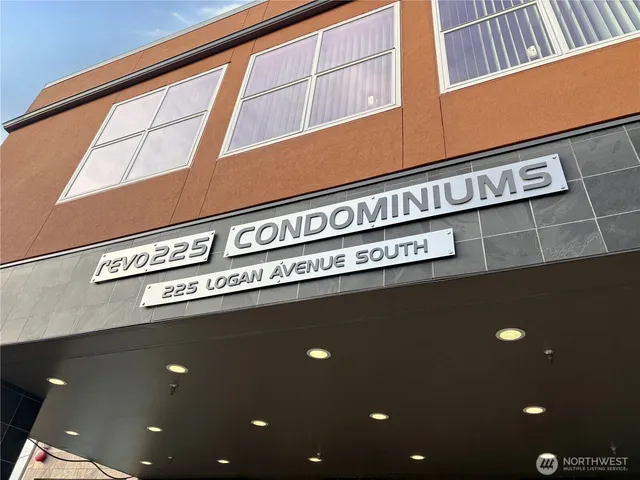 revo225 CONDOMINIUMS
225 LOGAN AVENUE SOUTH
NORTHWEST
MULTIPLE LISTING SERVICE